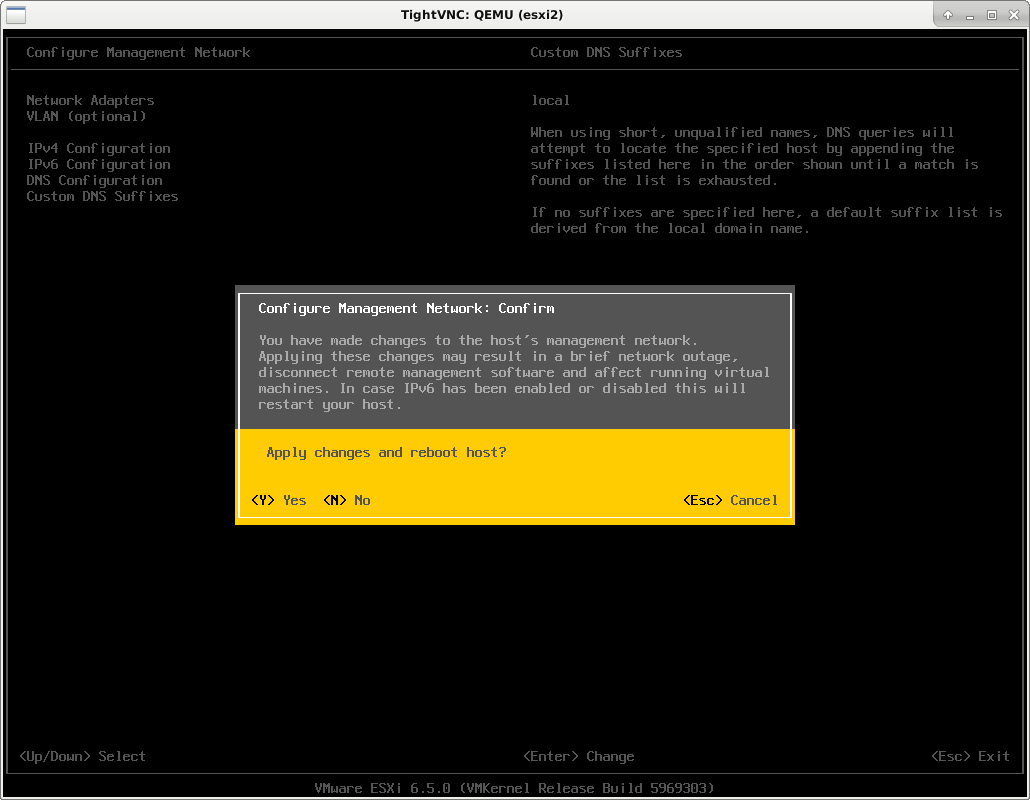 TightVNC: QEMU (esxi2)
Configure Management Network
Custom DNS Suffixes
Network Adapters
VLAN (optional)
IPv4 Configuration
IPv6 Configuration
DNS Configuration
Custom DNS Suffixes
local
When using short, unqualified names, DNS queries will
attempt to locate the specified host by appending the
suffixes listed here in the order shown until a match is
found or the list is exhausted.
If no suffixes are specified here, a default suffix list is
derived from the local domain name.
Configure Management Network: Confirm
You have made changes to the host's management network.
Applying these changes may result in a brief network outage,
disconnect remote management software and affect running virtual
machines. In case IPv6 has been enabled or disabled this will
restart your host.
Apply changes and reboot host?
<Y> Yes <N> No <Esc> Cancel
<Up/Down> Select <Enter> Change <Esc> Exit
VMware ESXi 6.5.0 (VMKernel Release Build 5969303)